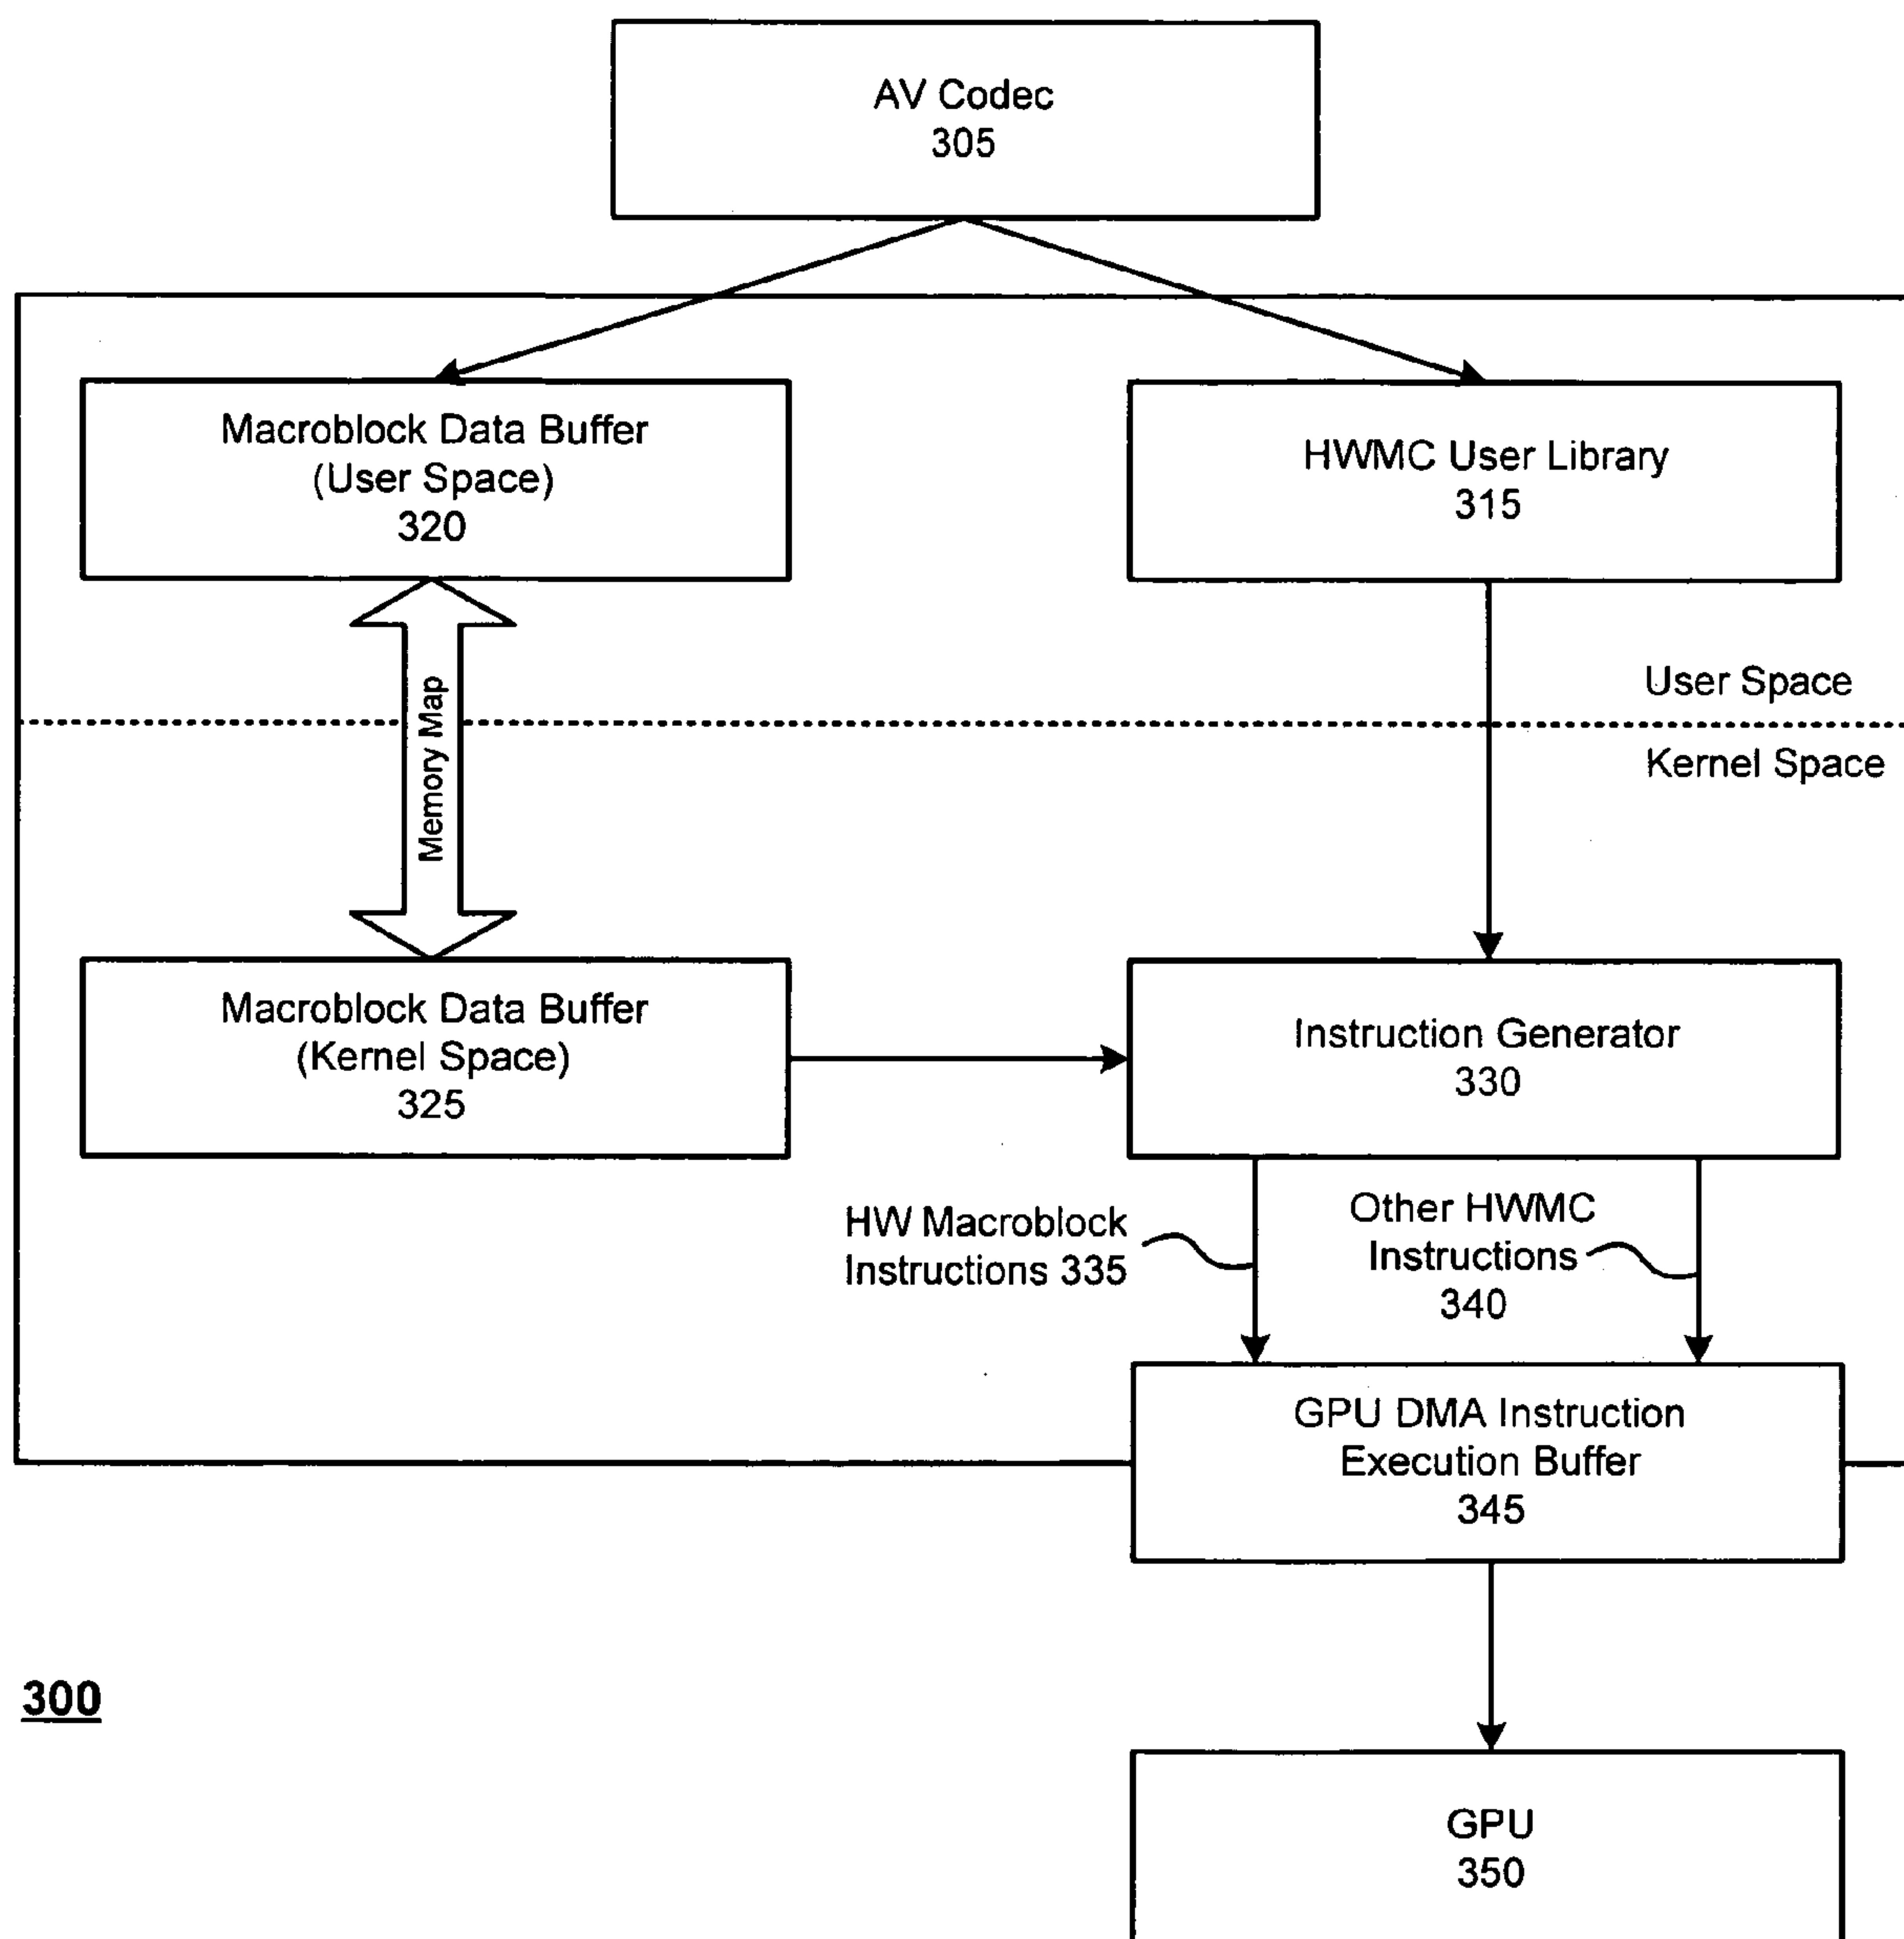 AV Codec
305
Macroblock Data Buffer
(User Space)
320
HWMC User Library
315
User Space
Memory Map
Kernel Space
Macroblock Data Buffer
(Kernel Space)
325
Instruction Generator
330
HW Macroblock
Instructions 335
Other HWMC
Instructions
340
GPU DMA Instruction
Execution Buffer
345
300
GPU
350